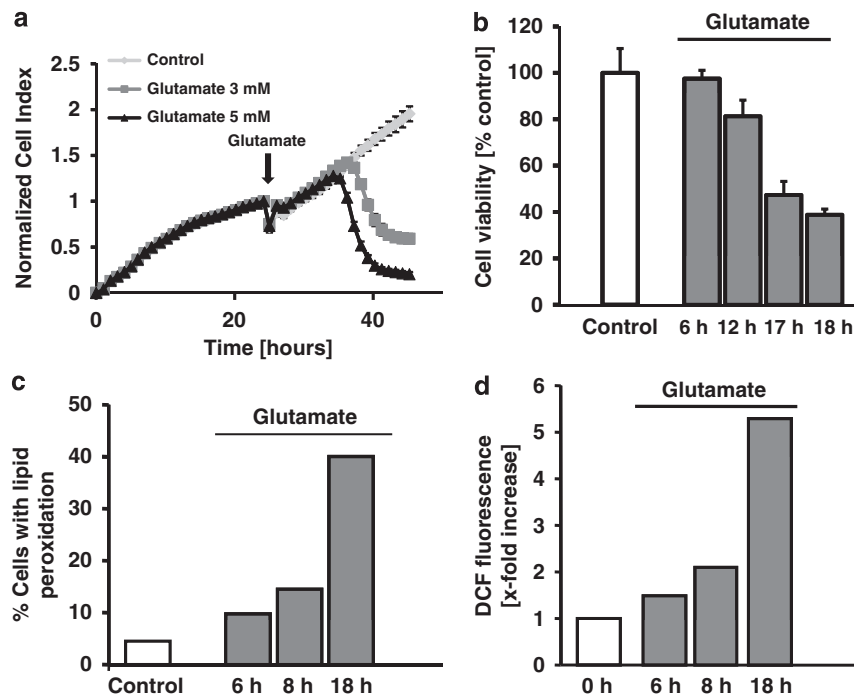 a
Normalized Cell Index
2.5
2
1.5
1
0.5
0
Control
Glutamate 3 mM
Glutamate 5 mM
Glutamate
0 20 40
Time [hours]
b
Cell viability [% control]
120
100
80
60
40
20
0
Glutamate
Control 6 h 12 h 17 h 18 h
c
% Cells with lipid
peroxidation
50
40
30
20
10
0
Glutamate
Control 6 h 8 h 18 h
d
DCF fluorescence
[x-fold increase]
6
5
4
3
2
1
0
Glutamate
0 h 6 h 8 h 18 h